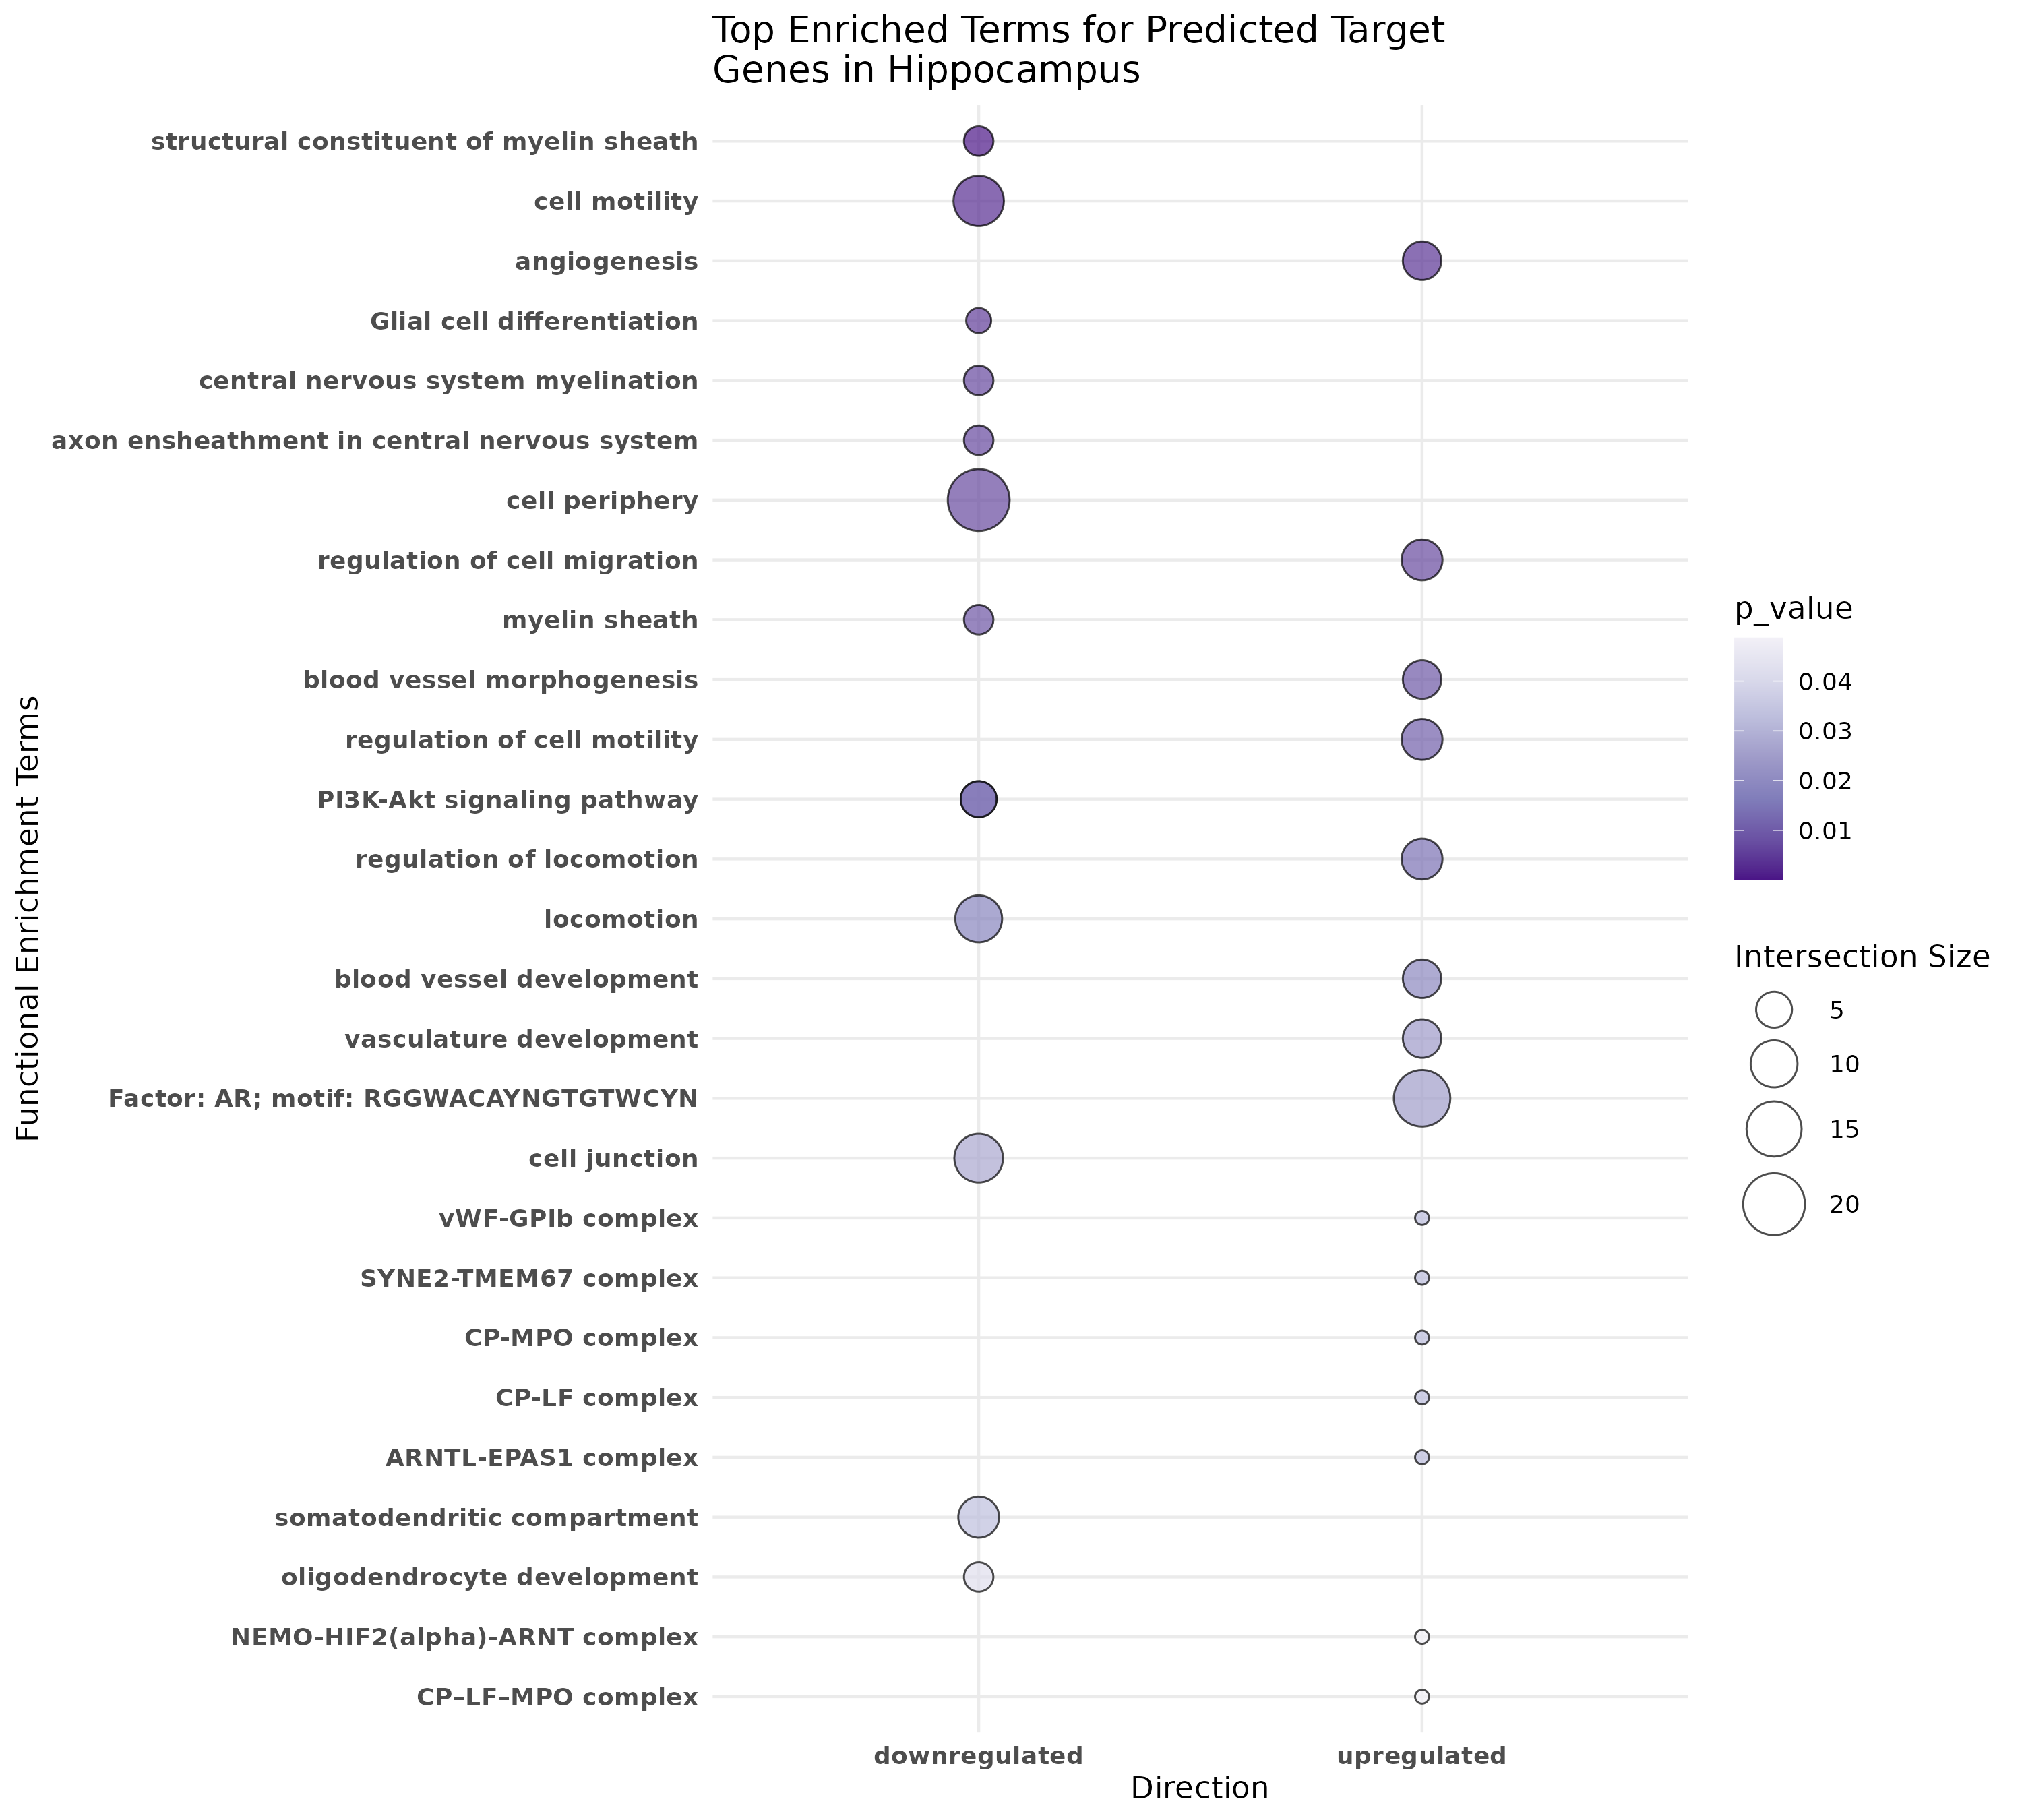 Top Enriched Terms for Predicted Target
Genes in Hippocampus
Functional Enrichment Terms
structural constituent of myelin sheath
cell motility
angiogenesis
Glial cell differentiation
central nervous system myelination
axon ensheathment in central nervous system
cell periphery
regulation of cell migration
myelin sheath
blood vessel morphogenesis
regulation of cell motility
PI3K-Akt signaling pathway
regulation of locomotion
locomotion
blood vessel development
vasculature development
Factor: AR; motif: RGGWACAYNGTGTWCYN
cell junction
vWF-GPIb complex
SYNE2-TMEM67 complex
CP-MPO complex
CP-LF complex
ARNTL-EPAS1 complex
somatodendritic compartment
oligodendrocyte development
NEMO-HIF2(alpha)-ARNT complex
CP–LF–MPO complex
downregulated
upregulated
Direction
p_value
0.04
0.03
0.02
0.01
Intersection Size
5
10
15
20